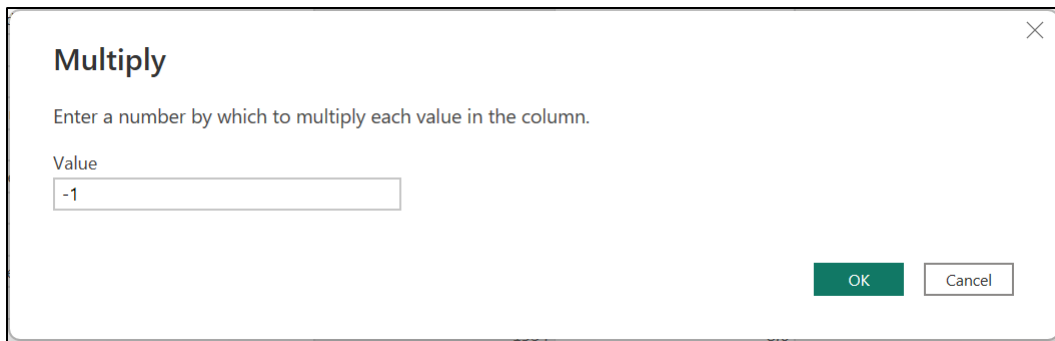 Multiply
Enter a number by which to multiply each value in the column.
Value
-1
OK
Cancel